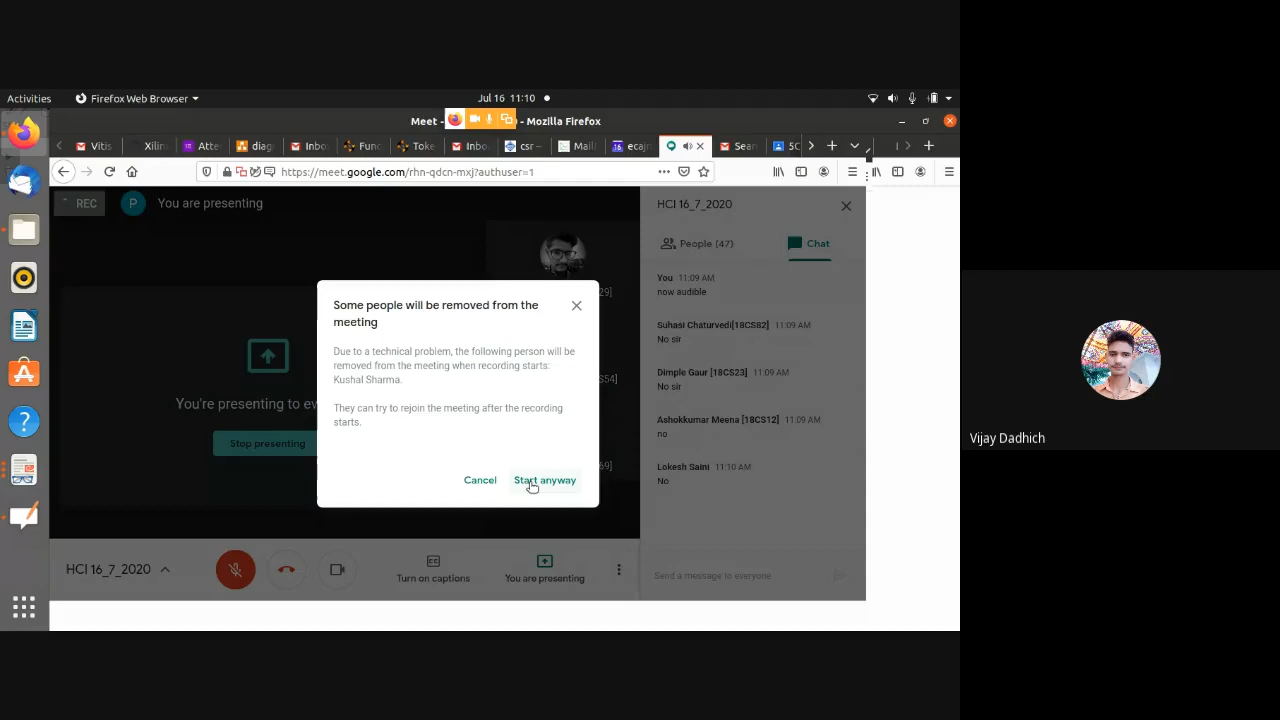 Activities
Firefox Web Browser
Jul 16 11:10
Meet -
- Mozilla Firefox
Vitis
Xilin
Atte
diag
Inbo
Func
Toke
Inbo
csr -
Mail
ecajn
Sear
5C
https://meet.google.com/rhn-qdcn-mxj?authuser=1
REC
P
You are presenting
HCI 16_7_2020
People (47)
Chat
You 11:09 AM
now audible
29]
Some people will be removed from the
meeting
Suhasi Chaturvedi[18CS82] 11:09 AM
No sir
Due to a technical problem, the following person will be
removed from the meeting when recording starts:
Kushal Sharma.
Dimple Gaur [18CS23] 11:09 AM
No sir
S54]
You're presenting to ev
They can try to rejoin the meeting after the recording
starts.
Ashokkumar Meena [18CS12] 11:09 AM
no
Stop presenting
Lokesh Saini 11:10 AM
No
69]
Cancel
Start anyway
HCI 16_7_2020
Turn on captions
You are presenting
Send a message to everyone
Vijay Dadhich